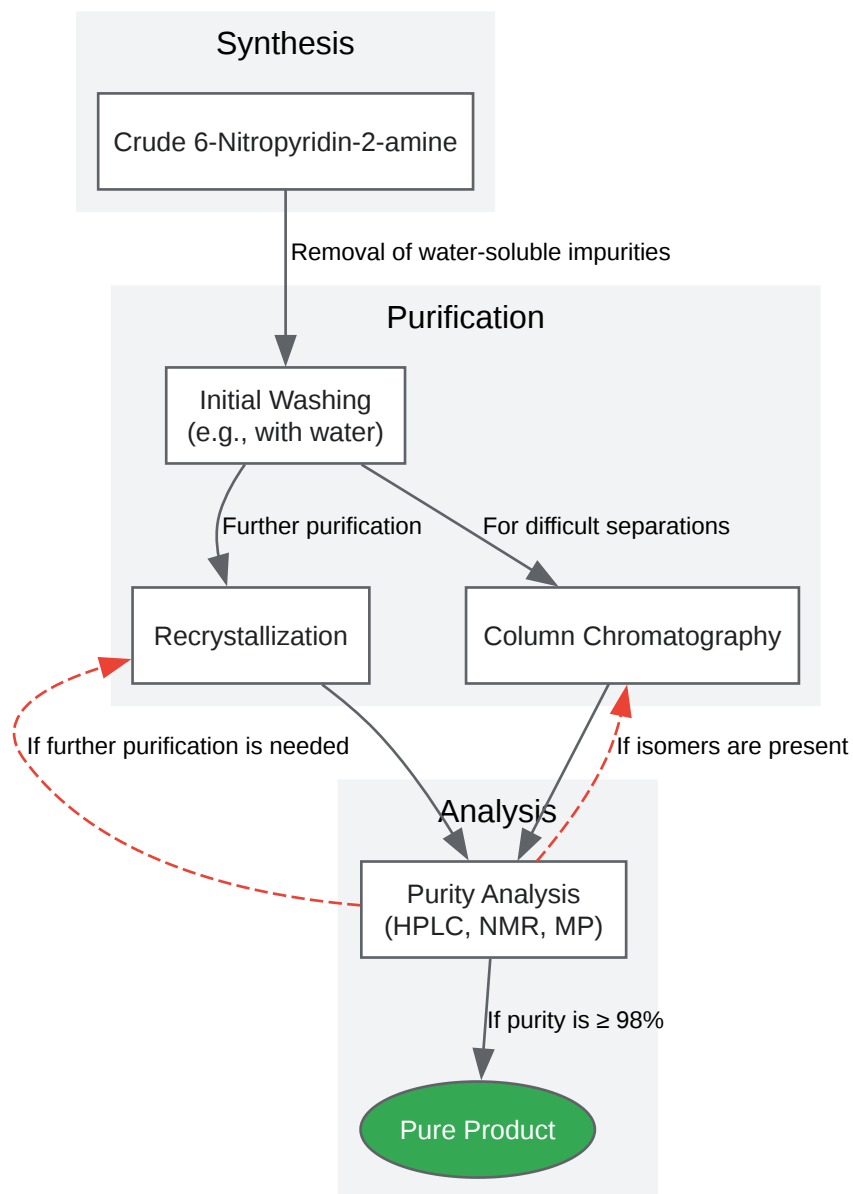 Synthesis
Crude 6-Nitropyridin-2-amine
Removal of water-soluble impurities
Purification
Initial Washing
(e.g., with water)
Further purification
For difficult separations
Recrystallization
Column Chromatography
If further purification is needed
If isomers are present
Analysis
Purity Analysis
(HPLC, NMR, MP)
If purity is ≥ 98%
Pure Product